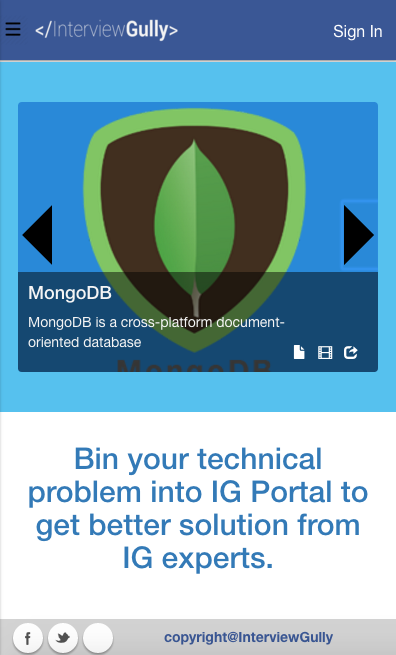 </InterviewGully>
Sign In
MongoDB
MongoDB is a cross-platform document-
oriented database
MongoDB
Bin your technical
problem into IG Portal to
get better solution from
IG experts.
f
copyright@InterviewGully